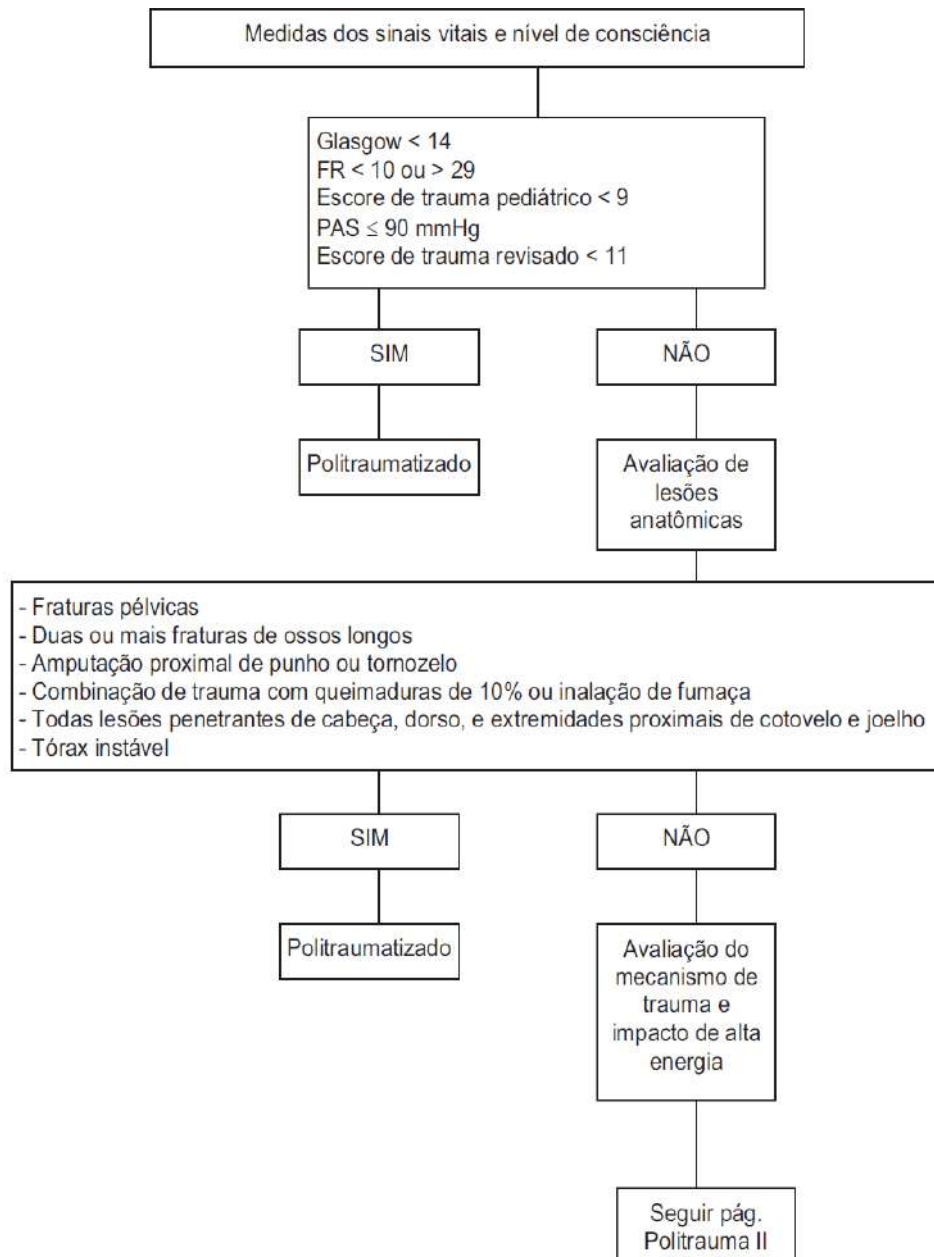 Medidas dos sinais vitais e nível de consciência
Glasgow < 14
FR < 10 ou > 29
Escore de trauma pediátrico < 9
PAS ≤ 90 mmHg
Escore de trauma revisado < 11
SIM
NÃO
Politraumatizado
Avaliação de
lesões
anatômicas
- Fraturas pélvicas
- Duas ou mais fraturas de ossos longos
- Amputação proximal de punho ou tornozelo
- Combinação de trauma com queimaduras de 10% ou inalação de fumaça
- Todas lesões penetrantes de cabeça, dorso, e extremidades proximais de cotovelo e joelho
- Tórax instável
SIM
NÃO
Politraumatizado
Avaliação do
mecanismo de
trauma e
impacto de alta
energia
Seguir pág.
Politrauma II